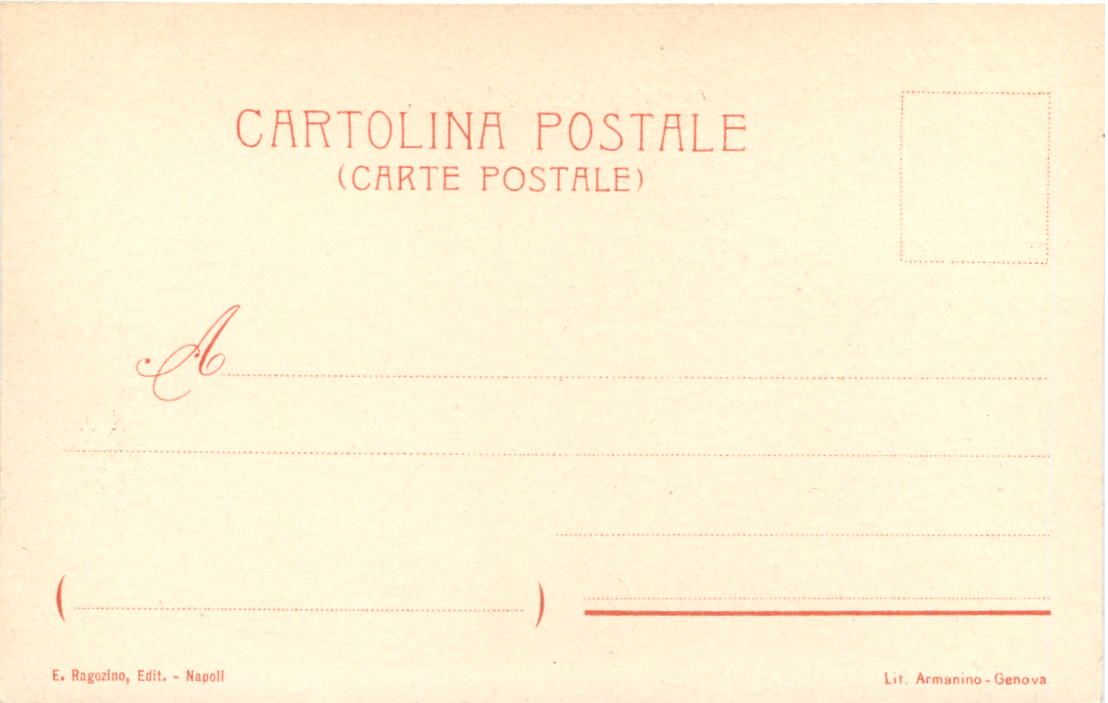 CARTOLINA POSTALE
(CARTE POSTALE)
A
( )
E. Ragozino, Edit. - Napoli
Lit. Armanino - Genova